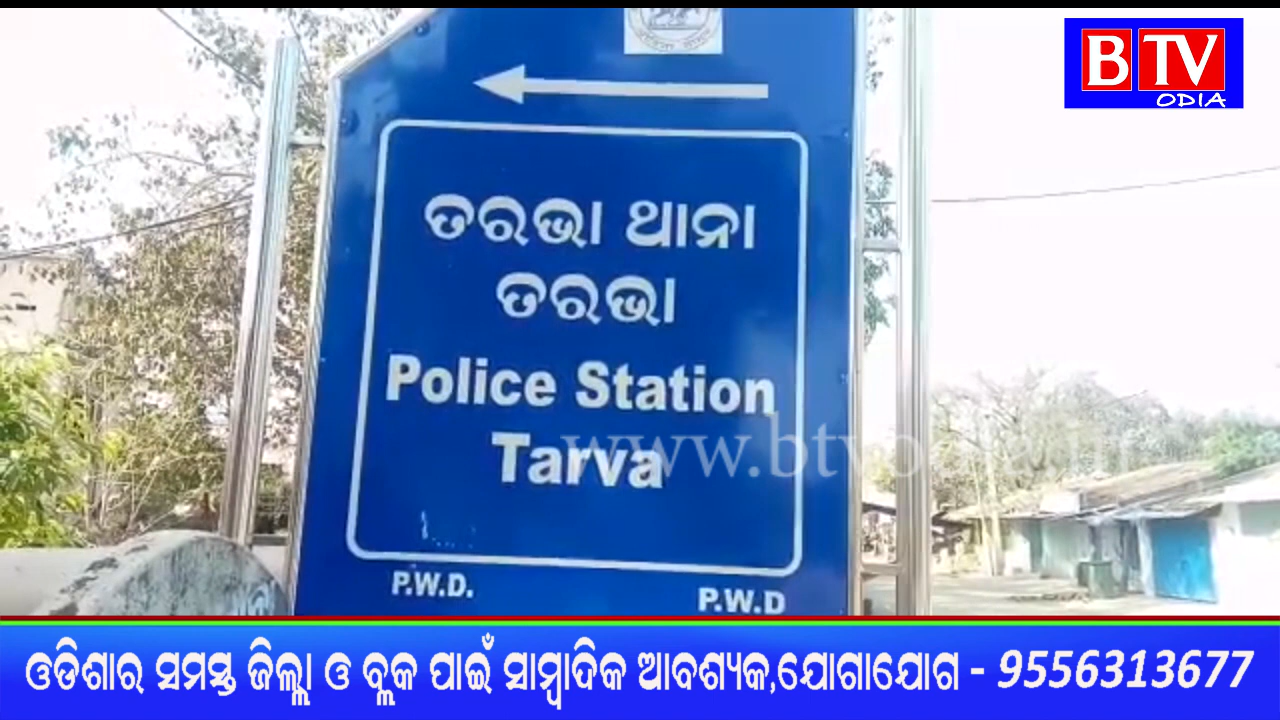 BTV
ODIA
ତରଭା ଥାନା
ତରଭା
Police Station
Tarva
P.W.D. P.W.D
ଓଡିଶାର ସମସ୍ତ ଜିଲ୍ଲା ଓ ବ୍ଲକ ପାଇଁ ସାମ୍ବାଦିକ ଆବଶ୍ୟକ,ଯୋଗାଯୋଗ - 9556313677